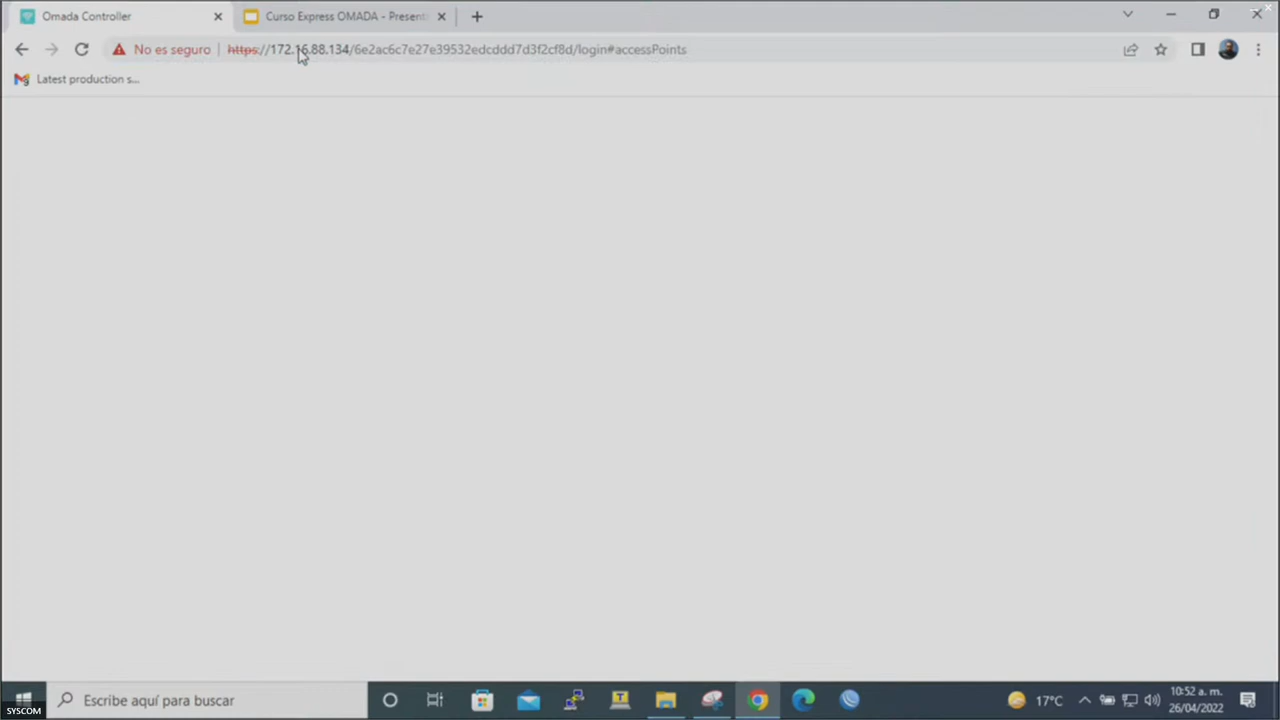 Omada Controller
Curso Express OMADA - Present
No es seguro
https://172.16.88.134/6e2ac6c7e27e39532edcddd7d3f2cf8d/login#accessPoints
Latest production s...
Escribe aquí para buscar
17°C
10:52 a. m.
26/04/2022
SYSCOM